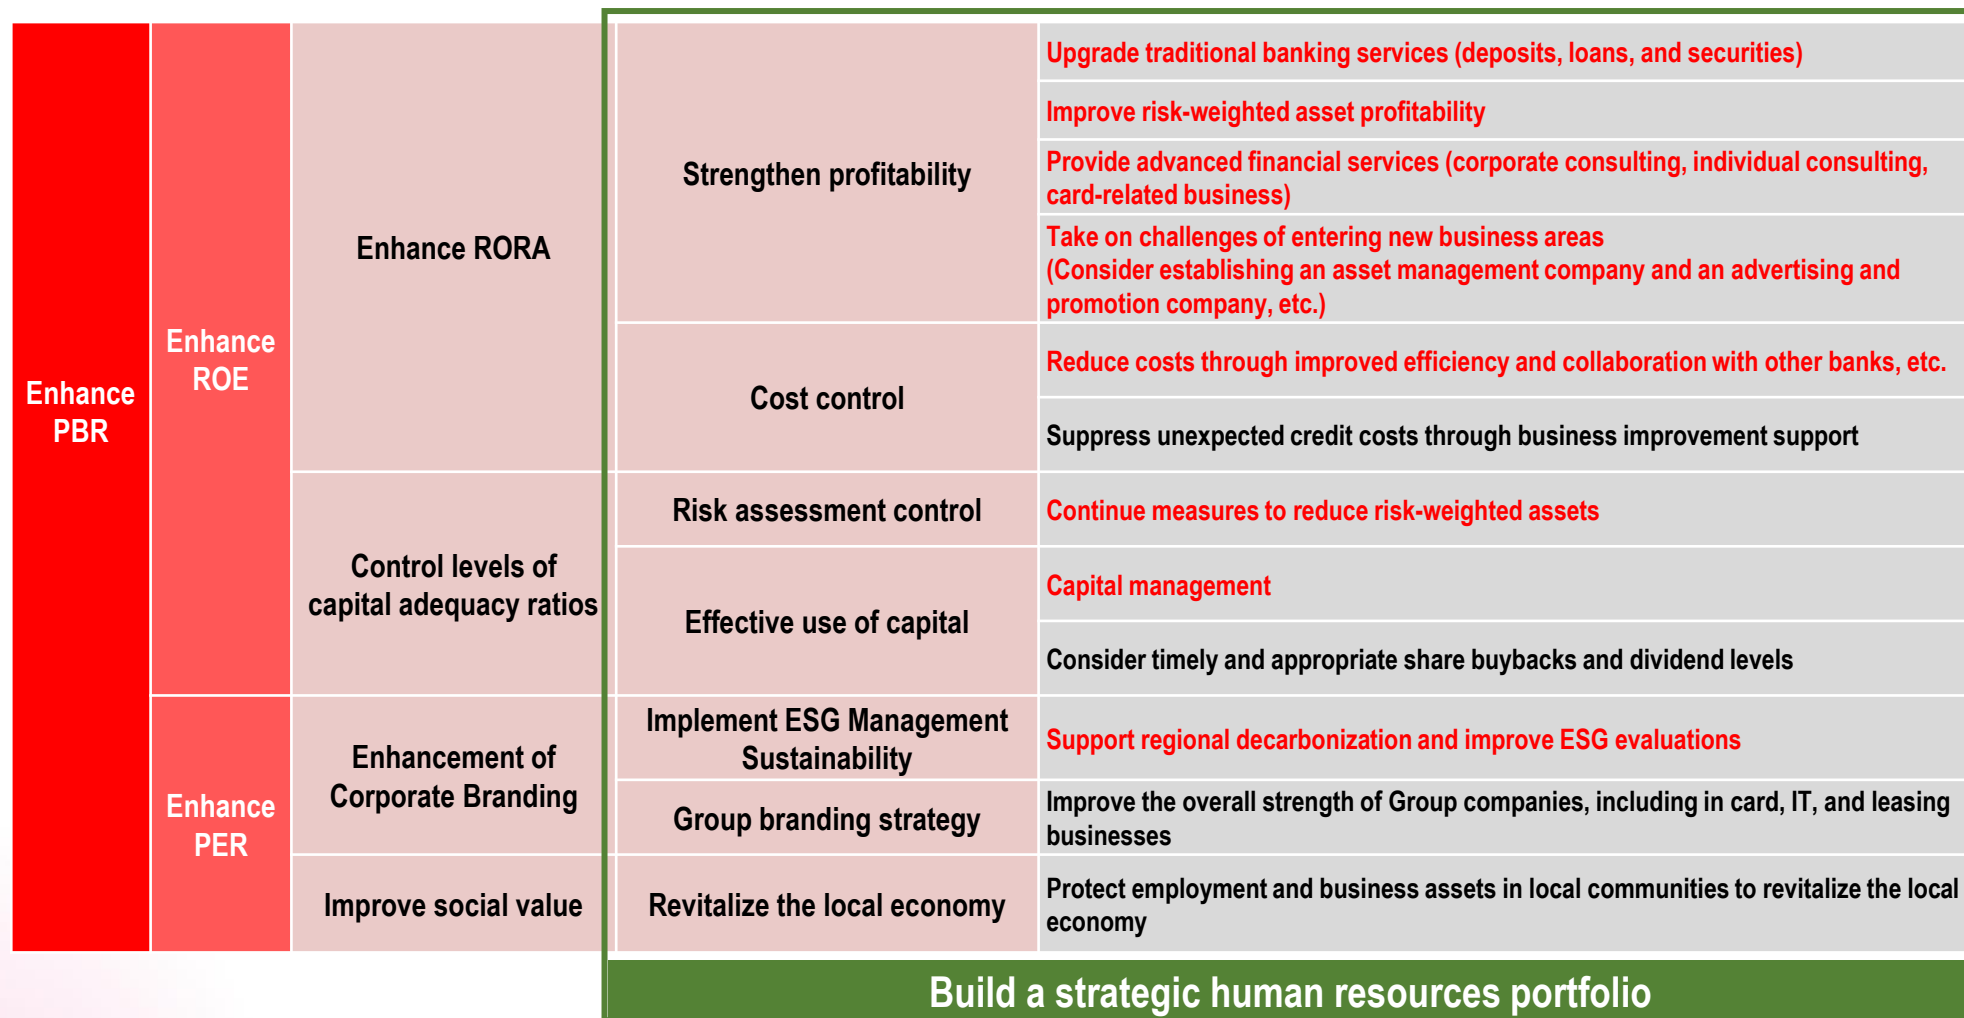 Enhance
PBR
Enhance
ROE
Enhance RORA
Strengthen profitability
Upgrade traditional banking services (deposits, loans, and securities)
Improve risk-weighted asset profitability
Provide advanced financial services (corporate consulting, individual consulting,
card-related business)
Take on challenges of entering new business areas
(Consider establishing an asset management company and an advertising and
promotion company, etc.)
Cost control
Reduce costs through improved efficiency and collaboration with other banks, etc.
Suppress unexpected credit costs through business improvement support
Control levels of
capital adequacy ratios
Risk assessment control
Continue measures to reduce risk-weighted assets
Effective use of capital
Capital management
Consider timely and appropriate share buybacks and dividend levels
Enhance
PER
Enhancement of
Corporate Branding
Implement ESG Management
Sustainability
Support regional decarbonization and improve ESG evaluations
Group branding strategy
Improve the overall strength of Group companies, including in card, IT, and leasing
businesses
Improve social value
Revitalize the local economy
Protect employment and business assets in local communities to revitalize the local
economy
Build a strategic human resources portfolio